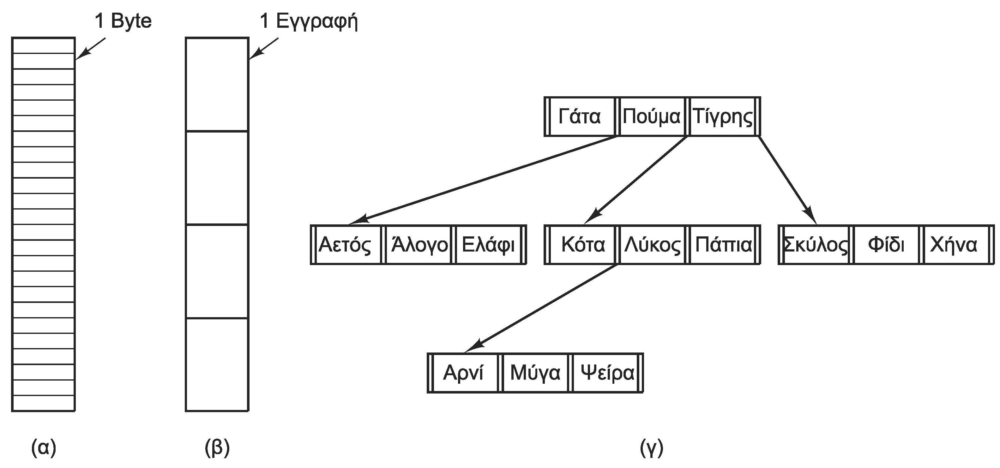 1 Byte
1 Εγγραφή
Γάτα Πούμα Τίγρης
Αετός Άλογο Ελάφι Κότα Λύκος Πάπια Σκύλος Φίδι Χήνα
Αρνί Μύγα Ψείρα
(α) (β) (γ)